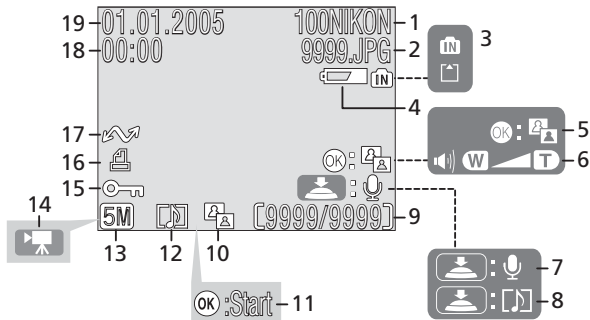 19 01.01.2005 100NIKON 1
18 00:00 9999.JPG 2
IN 3
IN
4
17
OK : 5
16 OK : W T 6
15 :
14
5M [9999/9999] 9
13 12 10
: 7
OK :Start 11
: 8